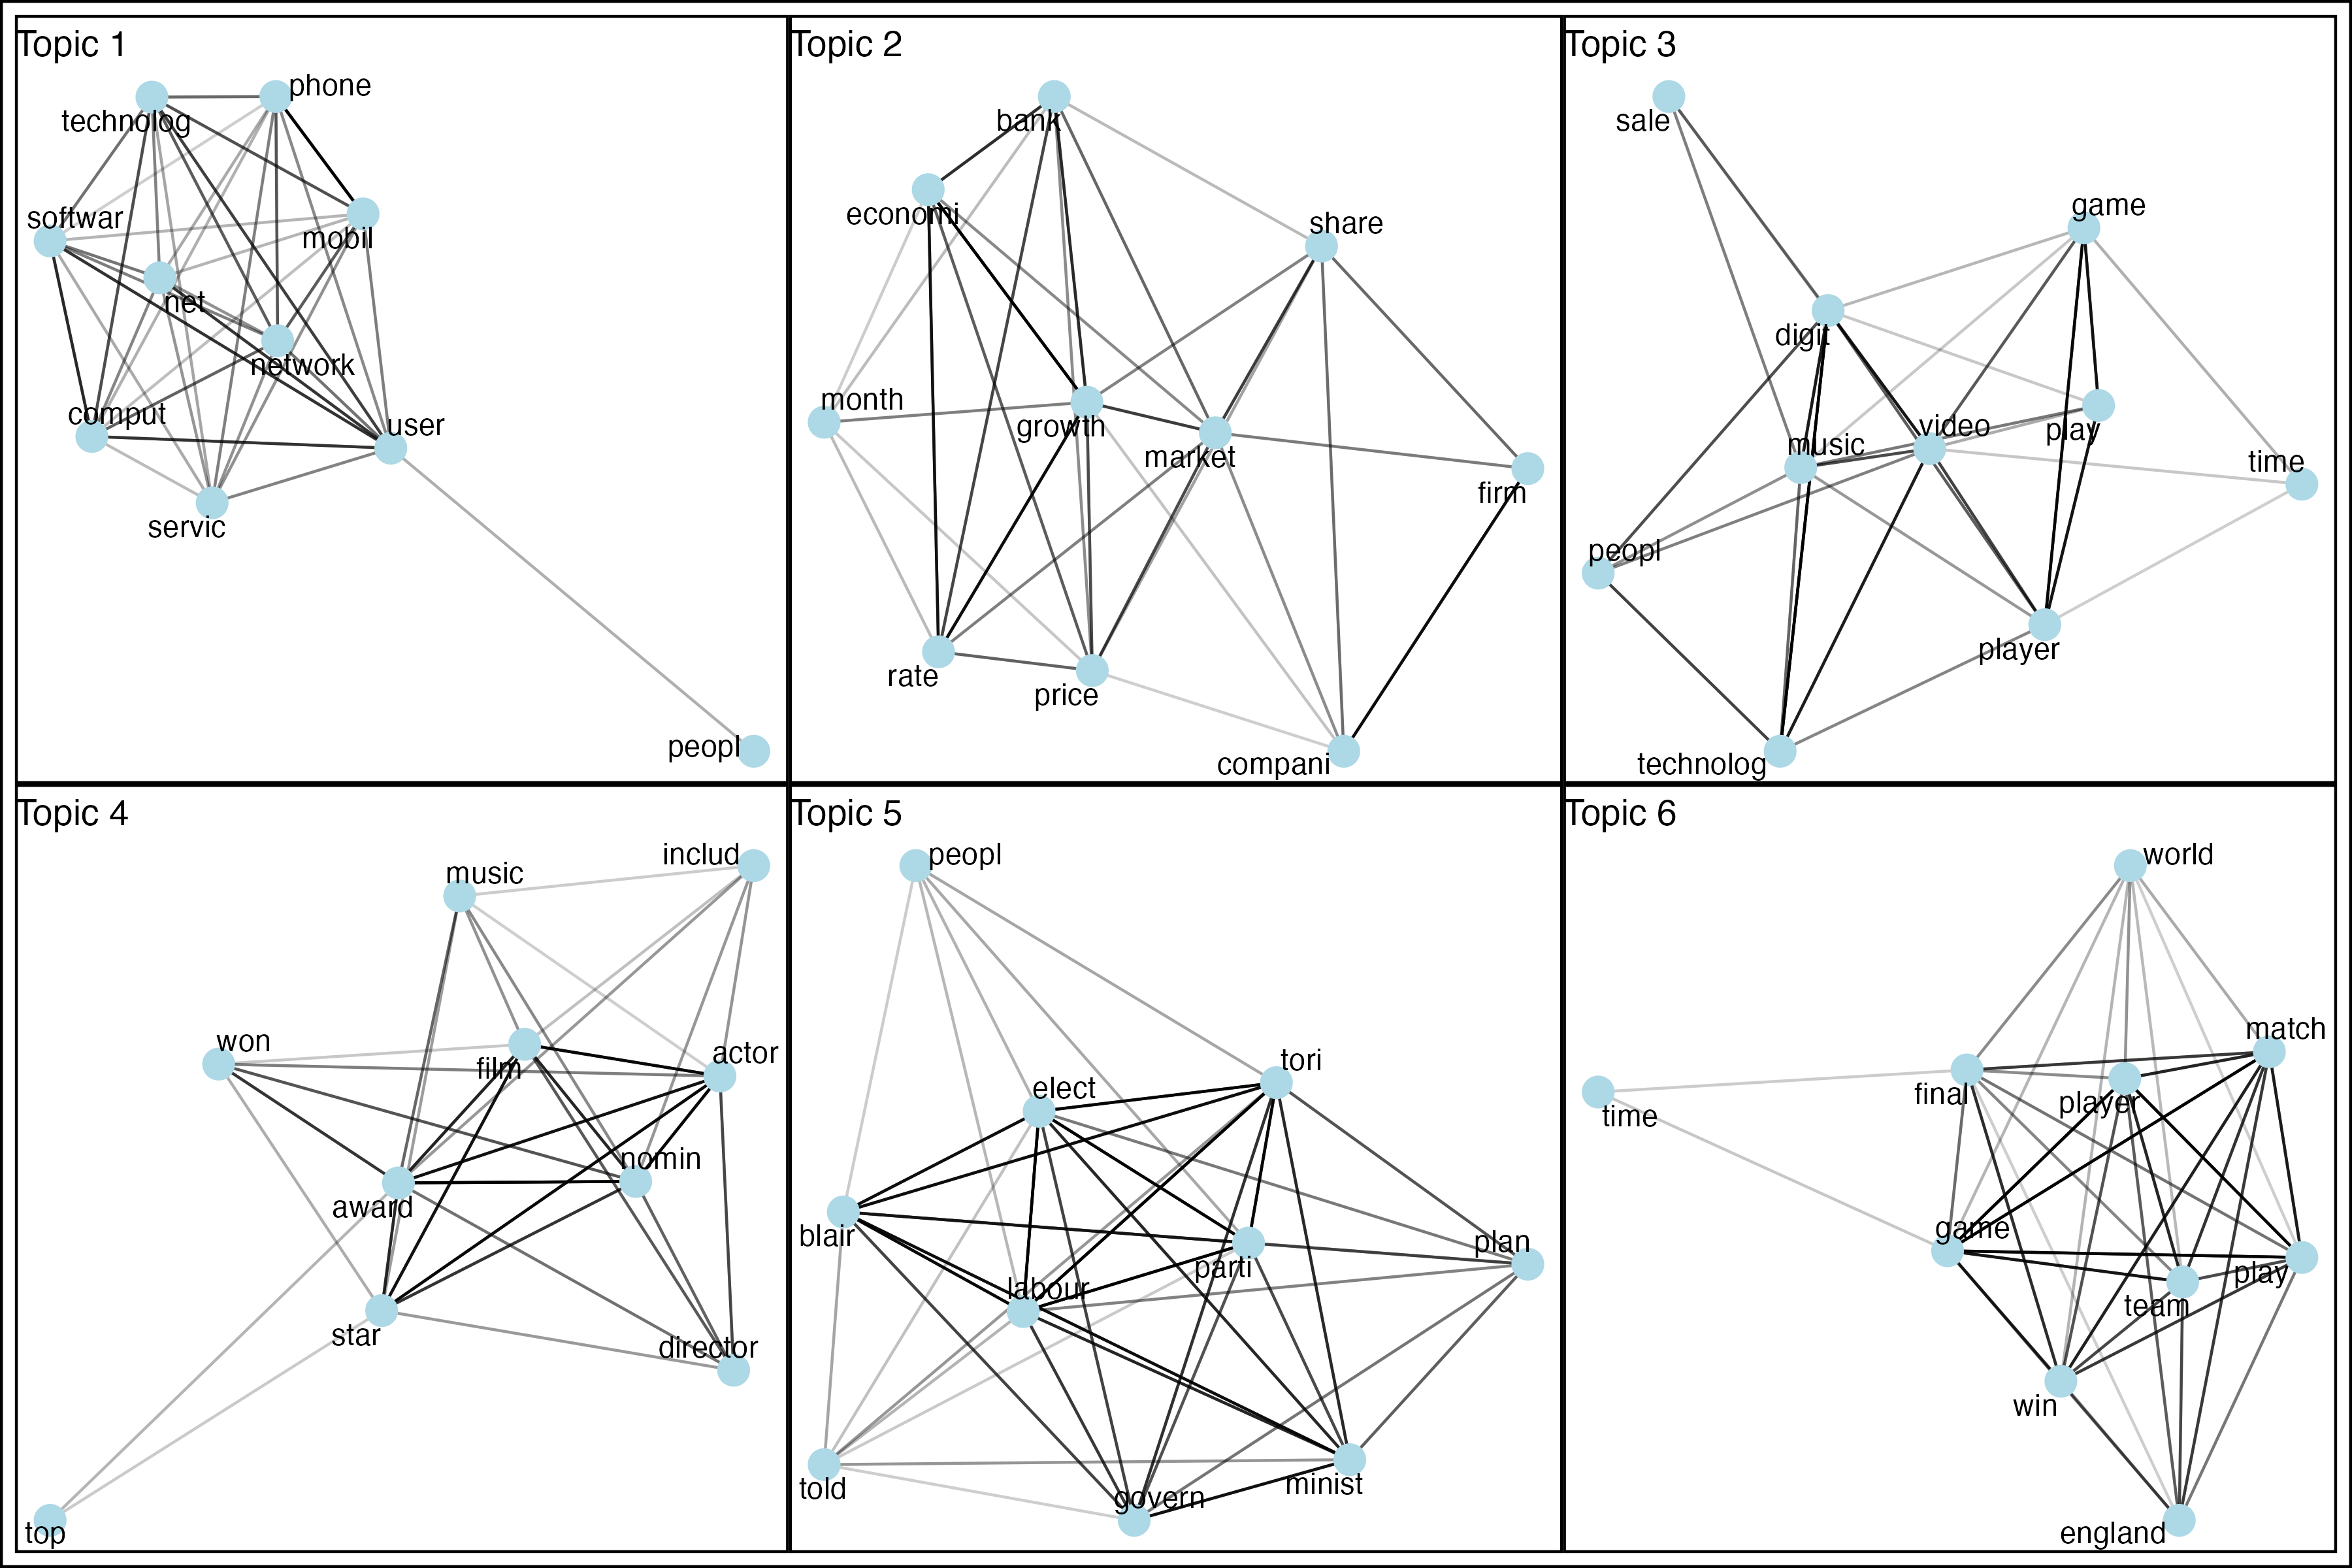 Topic 1
phone
technolog
softwar
mobil
net
network
comput
user
servic
peopl
Topic 2
bank
economi
share
month
growth
market
firm
rate
price
compani
Topic 3
sale
game
digit
video
play
music
time
peopl
player
technolog
Topic 4
includ
music
won
actor
film
nomin
award
star
director
top
Topic 5
peopl
tori
elect
blair
plan
parti
labour
told
minist
govern
Topic 6
world
match
final
player
time
game
play
team
win
england